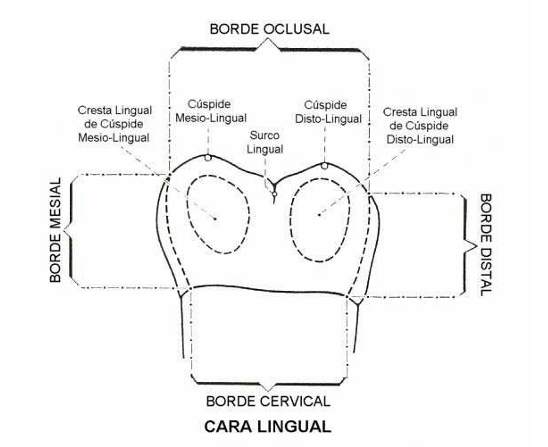 BORDE OCLUSAL
Cresta Lingual
de Cúspide
Mesio-Lingual
Cúspide
Mesio-Lingual
Surco
Lingual
Cúspide
Disto-Lingual
Cresta Lingual
de Cúspide
Disto-Lingual
BORDE MESIAL
BORDE DISTAL
BORDE CERVICAL
CARA LINGUAL